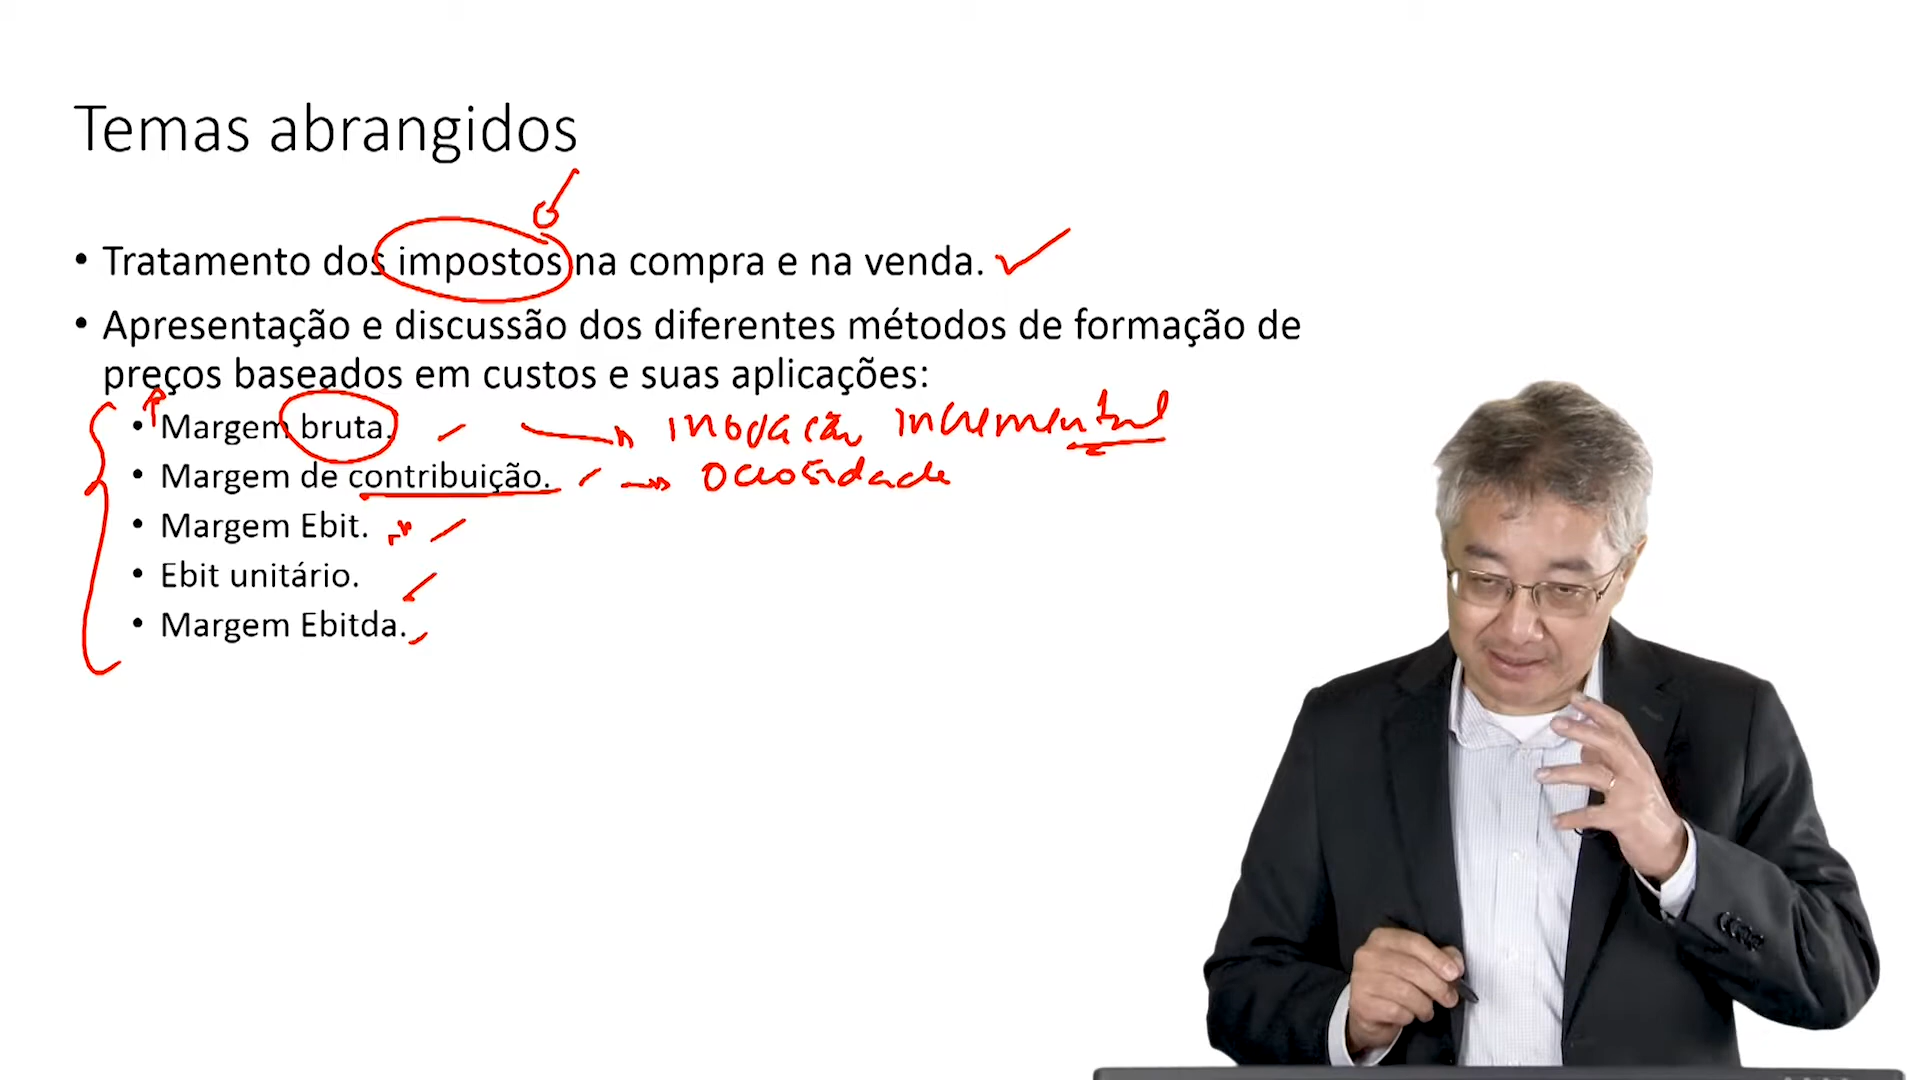 Temas abrangidos
• Tratamento dos impostos na compra e na venda.
• Apresentação e discussão dos diferentes métodos de formação de
preços baseados em custos e suas aplicações:
• Margem bruta. inovação incremental
• Margem de contribuição. Ociosidade
• Margem Ebit.
• Ebit unitário.
• Margem Ebitda.